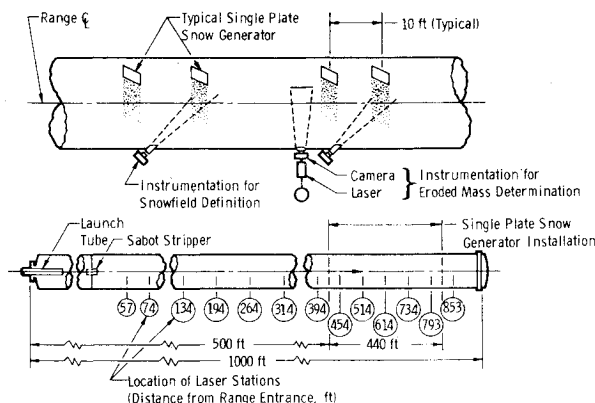 Range ℄
Typical Single Plate
Snow Generator
10 ft (Typical)
Camera
Laser
Instrumentation for
Eroded Mass Determination
Instrumentation for
Snowfield Definition
Launch
Tube
Sabot Stripper
Single Plate Snow
Generator Installation
57 74 134 194 264 314 394 454 514 614 734 793 853
500 ft
440 ft
1000 ft
Location of Laser Stations
(Distance from Range Entrance, ft)